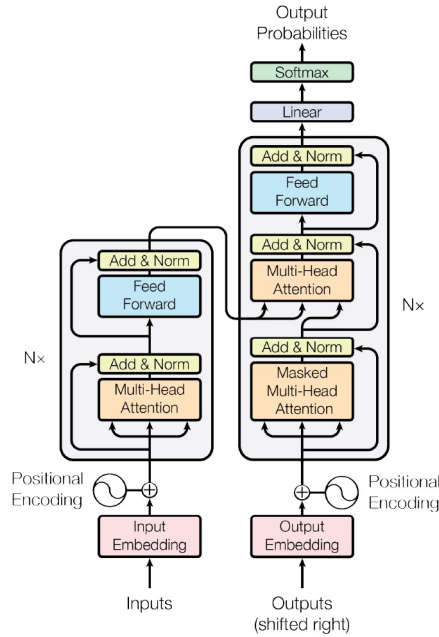 Output
Probabilities
Softmax
Linear
Add & Norm
Feed
Forward
Add & Norm
Multi-Head
Attention
Nx
Add & Norm
Masked
Multi-Head
Attention
Positional
Encoding
Output
Embedding
Outputs
(shifted right)
Add & Norm
Feed
Forward
Nx
Add & Norm
Multi-Head
Attention
Positional
Encoding
Input
Embedding
Inputs